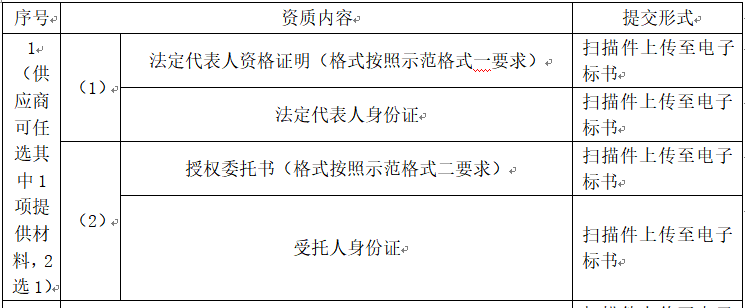 序号 资质内容 提交形式
1
（供
应商
可任
选其
中1
项提
供材
料，2
选1）
（1）
法定代表人资格证明（格式按照示范格式一要求）
扫描件上传至电子
标书
法定代表人身份证
扫描件上传至电子
标书
（2）
授权委托书（格式按照示范格式二要求）
扫描件上传至电子
标书
受托人身份证
扫描件上传至电子
标书